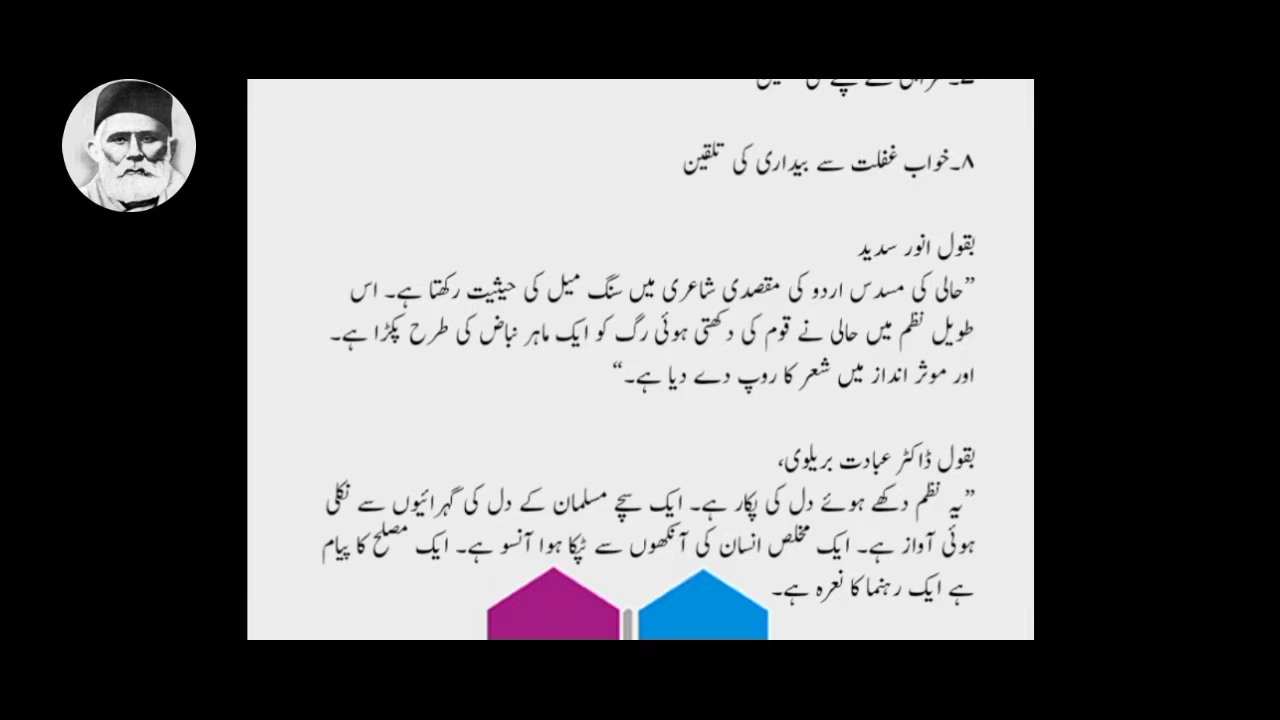 ۸۔خواب غفلت سے بیداری کی تلقین
بقول انور سدید
”حالی کی مسدس اردو کی مقصدی شاعری میں سنگ میل کی حیثیت رکھتا ہے۔ اس
طویل نظم میں حالی نے قوم کی دکھتی ہوئی رگ کو ایک ماہر نباض کی طرح پکڑا ہے۔
اور موثر انداز میں شعر کا روپ دے دیا ہے۔“
بقول ڈاکٹر عبادت بریلوی،
”یہ نظم دکھے ہوئے دل کی پکار ہے۔ ایک سچے مسلمان کے دل کی گہرائیوں سے نکلی
ہوئی آواز ہے۔ ایک مخلص انسان کی آنکھوں سے ٹپکا ہوا آنسو ہے۔ ایک مصلح کا پیام
ہے ایک رہنما کا نعرہ ہے۔